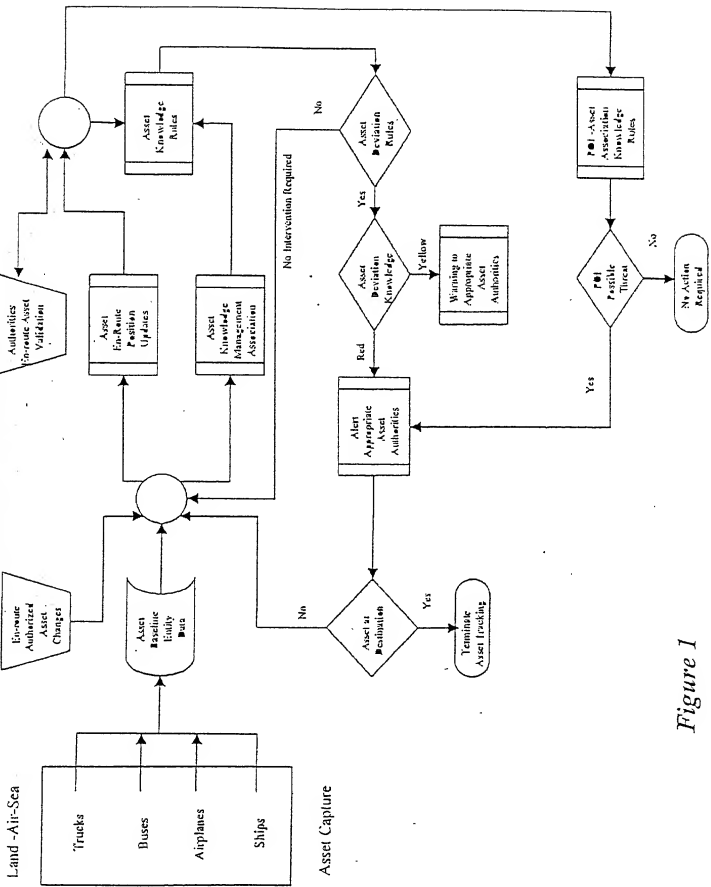 Land -Air-Sea
Trucks
Buses
Airplanes
Ships
Asset Capture
En-route
Authorized
Asset
Changes
Asset
Baseline
Entity
Data
Authorities
En-route Asset
Validation
Asset
En-Route
Position
Updates
Asset
Knowledge
Management
Association
Asset
Knowledge
Rules
No Intervention Required
No
Asset
Deviation
Rules
Yes
Asset
Deviation
Knowledge
Yellow
Warning to
Appropriate
Asset
Authorities
Red
Alert
Appropriate
Asset
Authorities
Asset at
Destination
No
Yes
Terminate
Asset Tracking
POI -Asset
Association
Knowledge
Rules
POI
Possible
Threat
No
No Action
Required
Yes
Figure 1